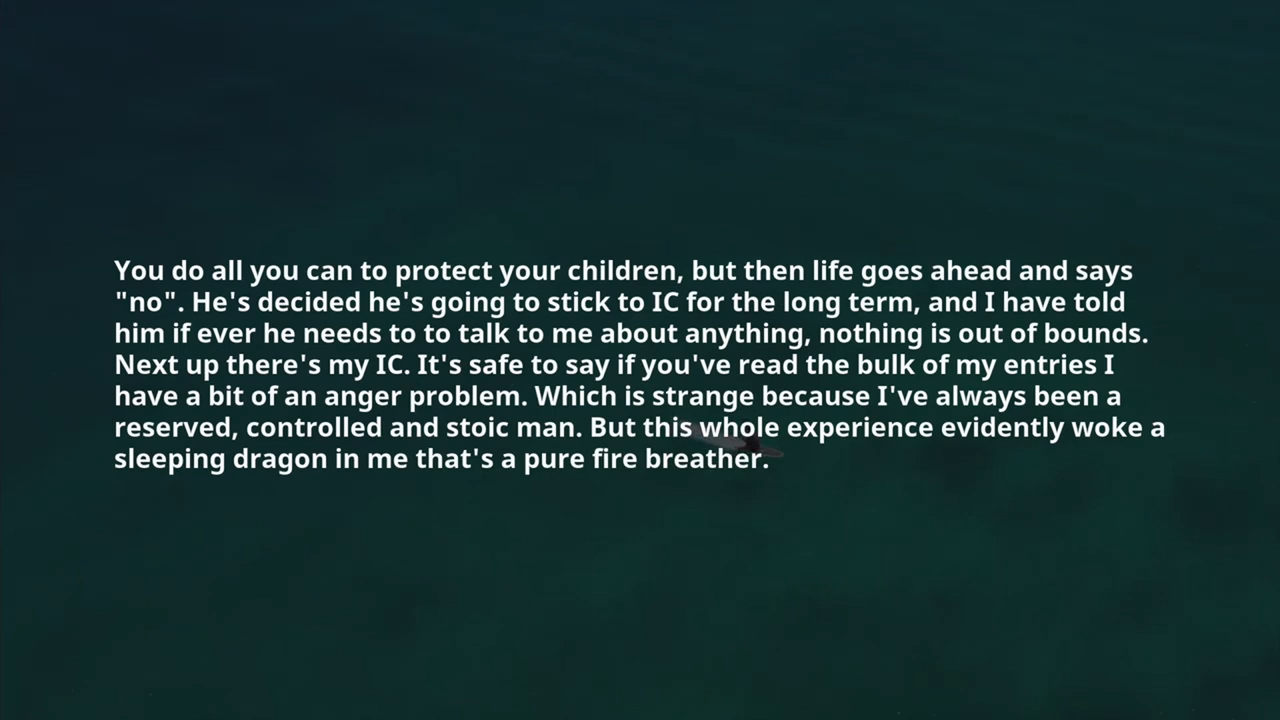 You do all you can to protect your children, but then life goes ahead and says
"no". He's decided he's going to stick to IC for the long term, and I have told
him if ever he needs to to talk to me about anything, nothing is out of bounds.
Next up there's my IC. It's safe to say if you've read the bulk of my entries I
have a bit of an anger problem. Which is strange because I've always been a
reserved, controlled and stoic man. But this whole experience evidently woke a
sleeping dragon in me that's a pure fire breather.